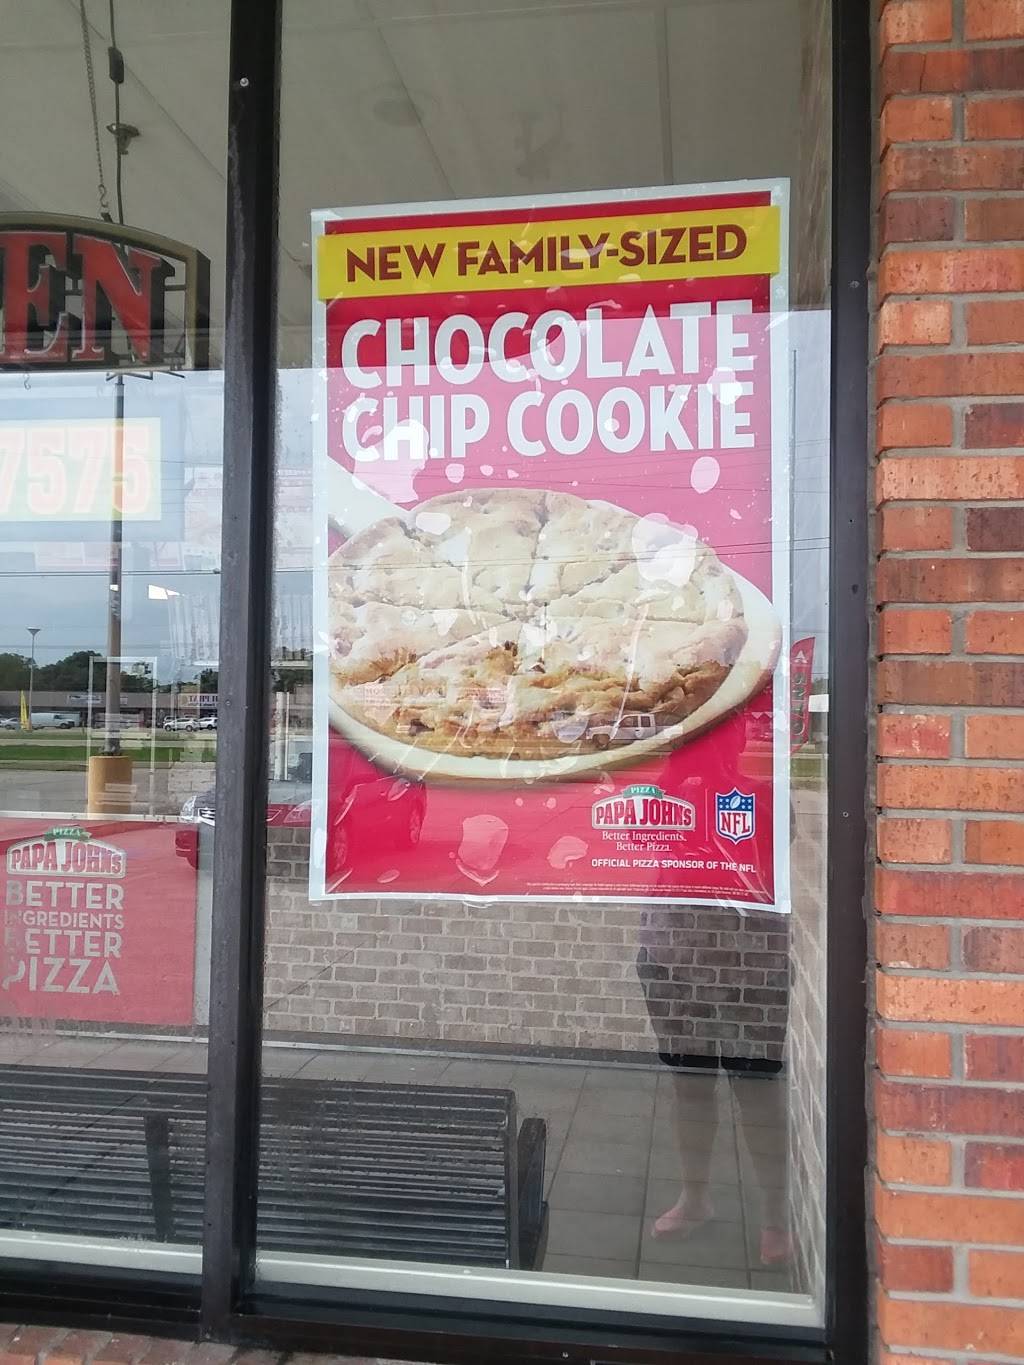 EN
7575
NEW FAMILY-SIZED
CHOCOLATE
CHIP COOKIE
PIZZA
PAPA JOHNS
Better Ingredients.
Better Pizza.
NFL
OFFICIAL PIZZA SPONSOR OF THE NFL
PIZZA
PAPA JOHNS
BETTER
INGREDIENTS
BETTER
PIZZA